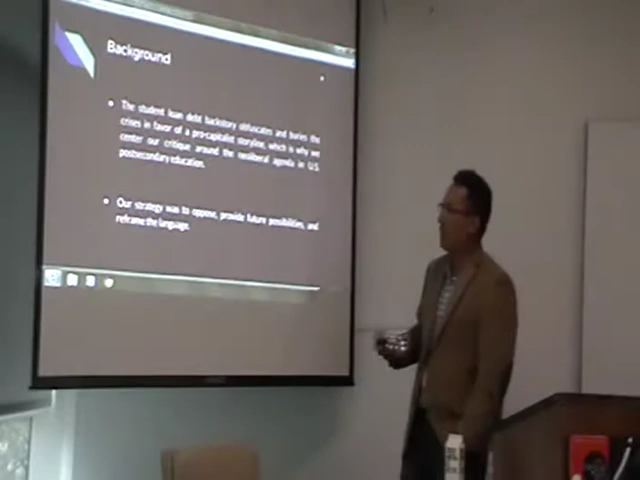 Background
• The student loan debt backstory obfuscates and buries the
crises in favor of a pro-capitalist storyline, which is why we
center our critique around the neoliberal agenda in U.S.
postsecondary education.
• Our strategy was to oppose, provide future possibilities, and
reframe the language.